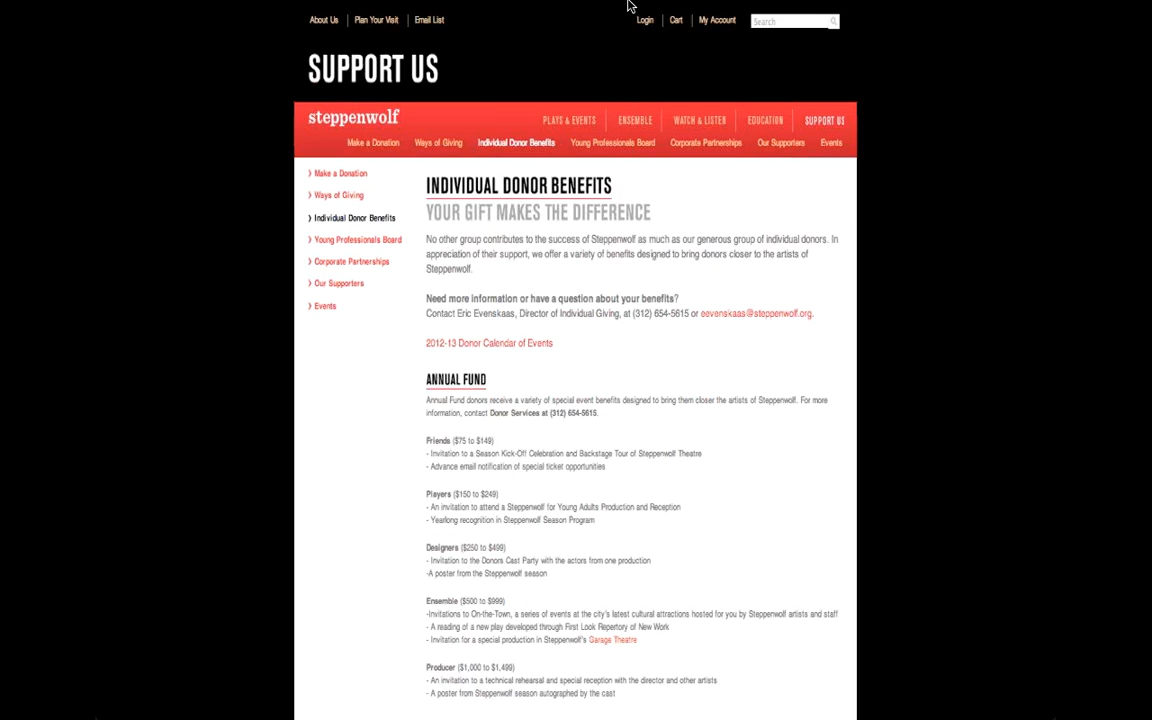 About Us
Plan Your Visit
Email List
Login
Cart
My Account
Search
SUPPORT US
steppenwolf
PLAYS & EVENTS
ENSEMBLE
WATCH & LISTEN
EDUCATION
SUPPORT US
Make a Donation
Ways of Giving
Individual Donor Benefits
Young Professionals Board
Corporate Partnerships
Our Supporters
Events
Make a Donation
Ways of Giving
Individual Donor Benefits
Young Professionals Board
Corporate Partnerships
Our Supporters
Events
INDIVIDUAL DONOR BENEFITS
YOUR GIFT MAKES THE DIFFERENCE
No other group contributes to the success of Steppenwolf as much as our generous group of individual donors. In
appreciation of their support, we offer a variety of benefits designed to bring donors closer to the artists of
Steppenwolf.
Need more information or have a question about your benefits?
Contact Eric Evenskaas, Director of Individual Giving, at (312) 654-5615 or eevenskaas@steppenwolf.org.
2012-13 Donor Calendar of Events
ANNUAL FUND
Annual Fund donors receive a variety of special event benefits designed to bring them closer the artists of Steppenwolf. For more
information, contact Donor Services at (312) 654-5615.
Friends ($75 to $149)
- Invitation to a Season Kick-Off Celebration and Backstage Tour of Steppenwolf Theatre
- Advance email notification of special ticket opportunities
Players ($150 to $249)
- An invitation to attend a Steppenwolf for Young Adults Production and Reception
- Yearlong recognition in Steppenwolf Season Program
Designers ($250 to $499)
- Invitation to the Donors Cast Party with the actors from one production
-A poster from the Steppenwolf season
Ensemble ($500 to $999)
-Invitations to On-the-Town, a series of events at the city's latest cultural attractions hosted for you by Steppenwolf artists and staff
- A reading of a new play developed through First Look Repertory of New Work
- Invitation for a special production in Steppenwolf's Garage Theatre
Producer ($1,000 to $1,499)
- An invitation to a technical rehearsal and special reception with the director and other artists
- A poster from Steppenwolf season autographed by the cast